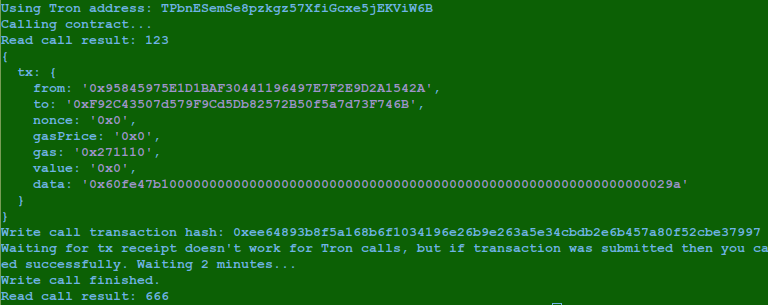 Using Tron address: TPbnESemSe8pzkgz57XfiGcxe5jEKViW6B
Calling contract...
Read call result: 123
{
  tx: {
    from: '0x95845975E1D1BAF30441196497E7F2E9D2A1542A',
    to: '0xF92C43507d579F9Cd5Db82572B50f5a7d73F746B',
    nonce: '0x0',
    gasPrice: '0x0',
    gas: '0x271110',
    value: '0x0',
    data: '0x60fe47b1000000000000000000000000000000000000000000000000000000000000029a'
  }
}
Write call transaction hash: 0xee64893b8f5a168b6f1034196e26b9e263a5e34cbdb2e6b457a80f52cbe37997
Waiting for tx receipt doesn't work for Tron calls, but if transaction was submitted then you ca
ed successfully. Waiting 2 minutes...
Write call finished.
Read call result: 666